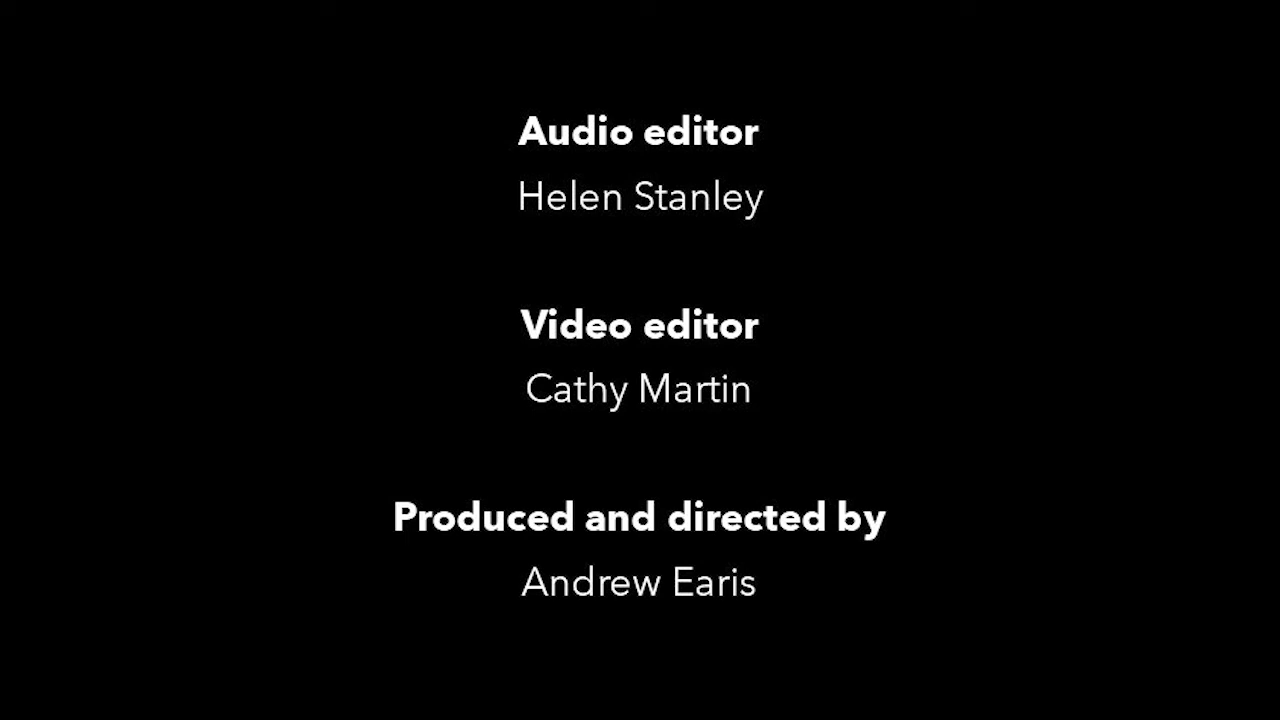 Audio editor
Helen Stanley
Video editor
Cathy Martin
Produced and directed by
Andrew Earis